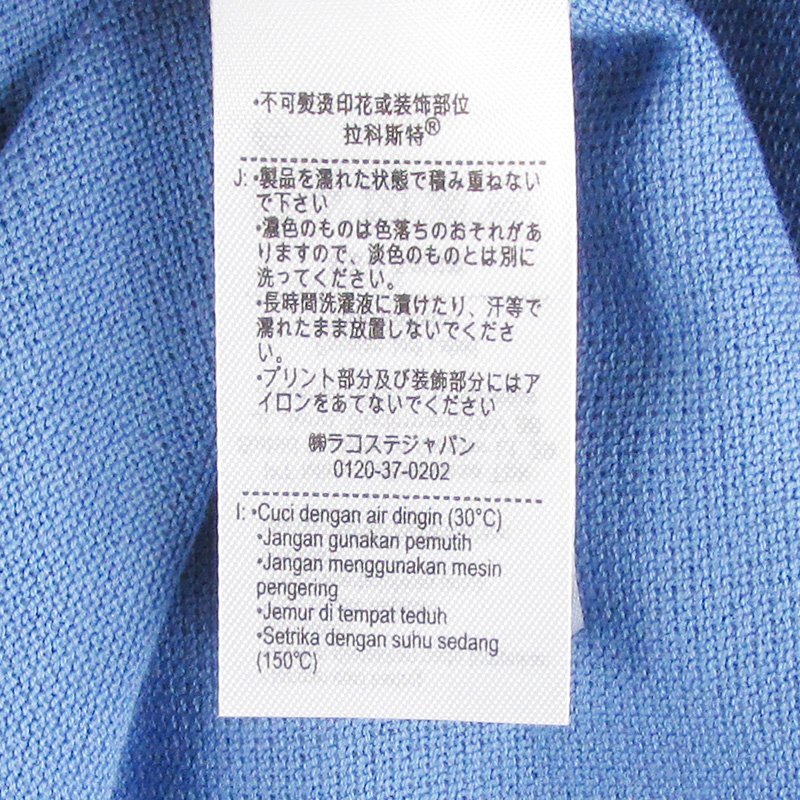 •不可熨烫印花或装饰部位
拉科斯特®
J: •製品を濡れた状態で積み重ねない
で下さい
•濃色のものは色落ちのおそれがあ
りますので、淡色のものとは別に
洗ってください。
•長時間洗濯液に漬けたり、汗等で
濡れたまま放置しないでくださ
い。
•プリント部分及び装飾部分にはア
イロンをあてないでください
㈱ラコステジャパン
0120-37-0202
I: •Cuci dengan air dingin (30°C)
•Jangan gunakan pemutih
•Jangan menggunakan mesin
pengering
•Jemur di tempat teduh
•Setrika dengan suhu sedang
(150°C)